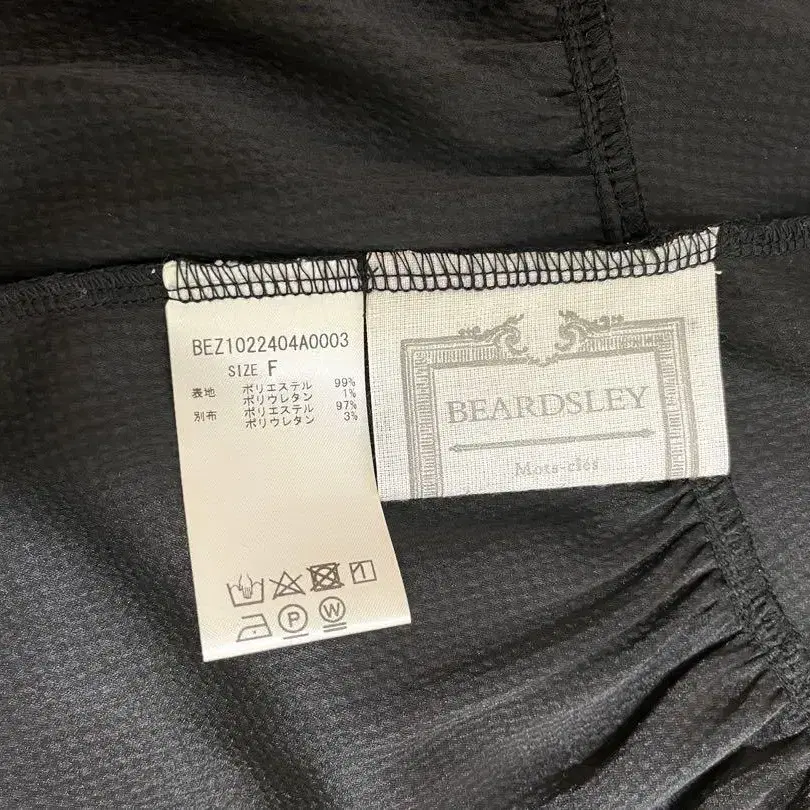 BEZ1022404A0003
SIZE F
表地 ポリエステル 99%
ポリウレタン 1%
別布 ポリエステル 97%
ポリウレタン 3%
P W
BEARDSLEY
Mots-clés